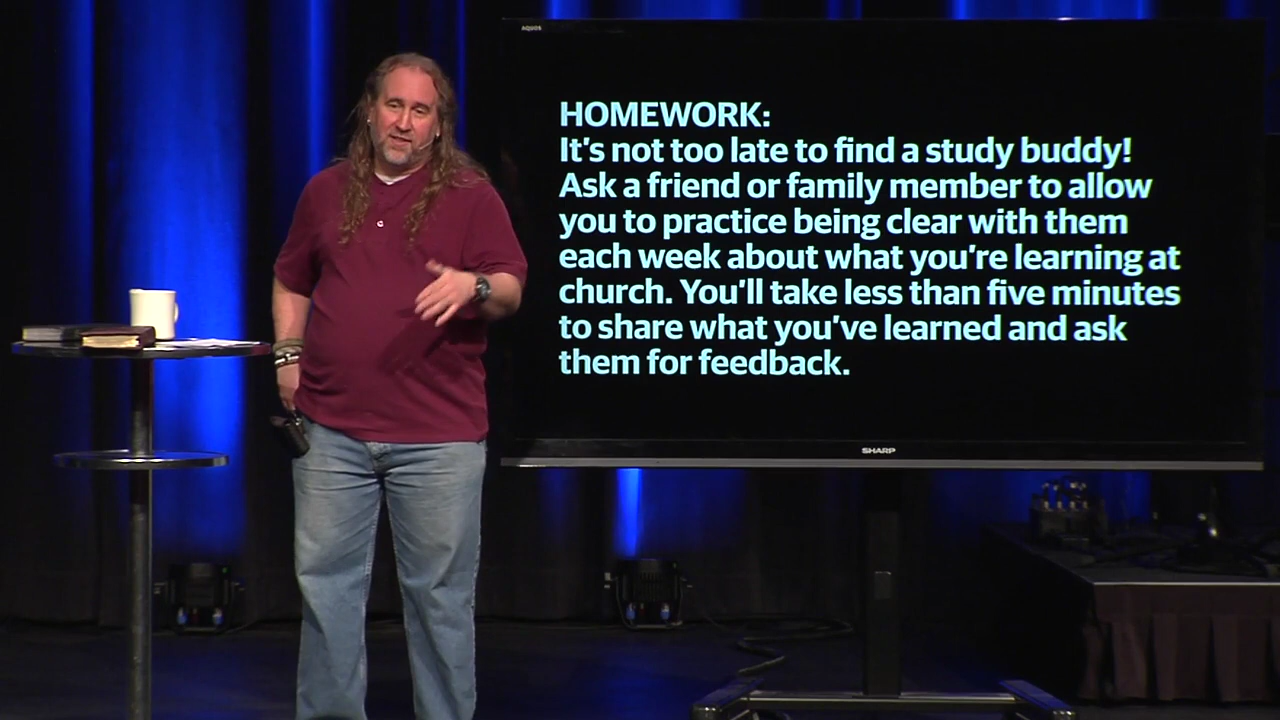 AQUOS
HOMEWORK:
It's not too late to find a study buddy!
Ask a friend or family member to allow
you to practice being clear with them
each week about what you're learning at
church. You'll take less than five minutes
to share what you've learned and ask
them for feedback.
SHARP